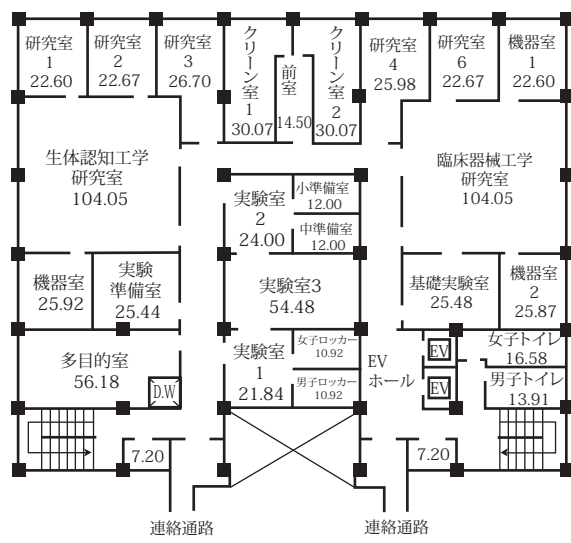 研究室
1
22.60
研究室
2
22.67
研究室
3
26.70
クリーン室
1
30.07
前室
14.50
クリーン室
2
30.07
研究室
4
25.98
研究室
6
22.67
機器室
1
22.60
生体認知工学
研究室
104.05
実験室
2
24.00
小準備室
12.00
中準備室
12.00
臨床器械工学
研究室
104.05
機器室
25.92
実験
準備室
25.44
実験室3
54.48
基礎実験室
25.48
機器室
2
25.87
多目的室
56.18
D.W
実験室
1
21.84
女子ロッカー
10.92
男子ロッカー
10.92
EV
ホール
EV
EV
女子トイレ
16.58
男子トイレ
13.91
7.20
7.20
連絡通路
連絡通路